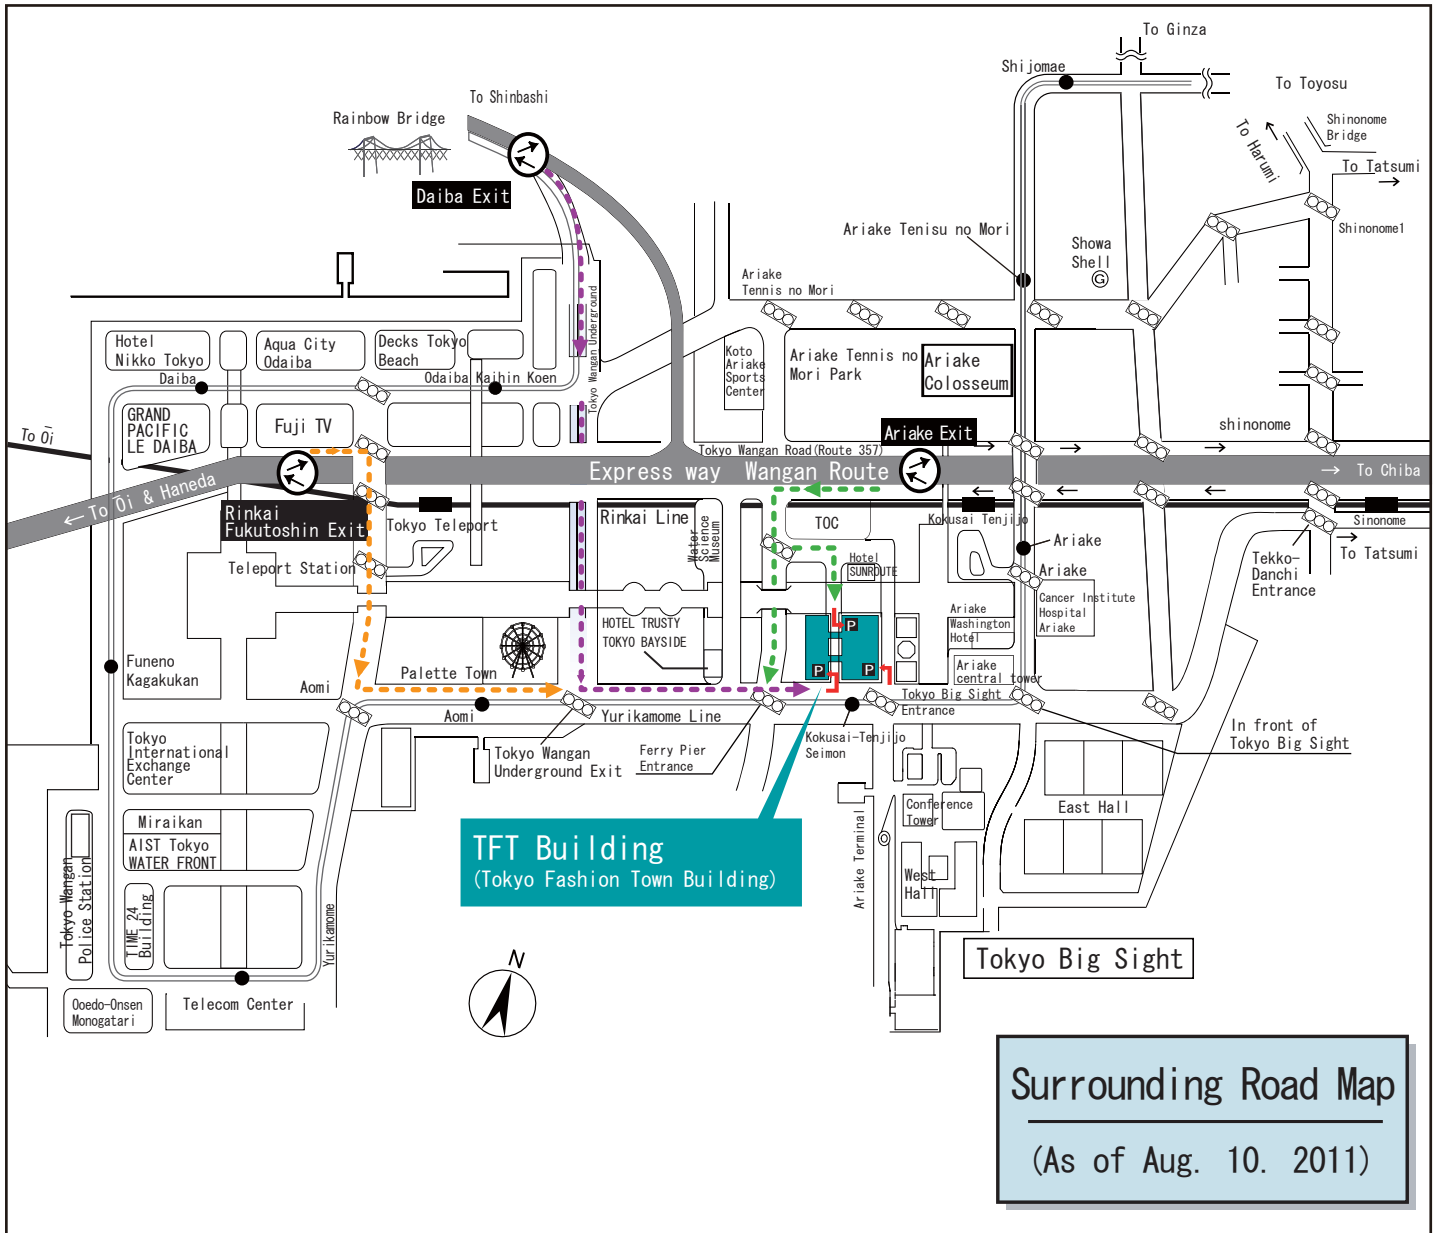 To Ginza
Shijomae
To Toyosu
To Shinbashi
Rainbow Bridge
Shinonome
Bridge
To Harumi
To Tatsumi
Daiba Exit
Ariake Tenisu no Mori
Showa
Shell
G
Shinonome1
Ariake
Tennis no Mori
Tokyo Wangan Underground
Hotel
Nikko Tokyo
Aqua City
Odaiba
Decks Tokyo
Beach
Koto
Ariake
Sports
Center
Ariake Tennis no
Mori Park
Ariake
Colosseum
Daiba
Odaiba Kaihin Koen
GRAND
PACIFIC
LE DAIBA
Fuji TV
To Ōi
Ariake Exit
shinonome
Tokyo Wangan Road(Route 357)
Express way Wangan Route
To Chiba
← To Ōi & Haneda
Rinkai
Fukutoshin Exit
Tokyo Teleport
Rinkai Line
Water
Science
Museum
TOC
Kokusai Tenjijo
Sinonome
To Tatsumi
Teleport Station
Hotel
SUNROUTE
Ariake
Ariake
Tekko-
Danchi
Entrance
Cancer Institute
Hospital
Ariake
Ariake
Washington
Hotel
HOTEL TRUSTY
TOKYO BAYSIDE
P
P
P
Funeno
Kagakukan
Palette Town
Ariake
central tower
Aomi
Aomi
Yurikamome Line
Tokyo Big Sight
Entrance
In front of
Tokyo Big Sight
Tokyo
International
Exchange
Center
Tokyo Wangan
Underground Exit
Ferry Pier
Entrance
Kokusai-Tenjijo
Seimon
Miraikan
AIST Tokyo
WATER FRONT
TFT Building
(Tokyo Fashion Town Building)
Conference
Tower
East Hall
Ariake Terminal
West
Hall
Tokyo Wangan
Police Station
TIME 24
Building
Yurikamome
Tokyo Big Sight
Ooedo-Onsen
Monogatari
Telecom Center
N
Surrounding Road Map
(As of Aug. 10. 2011)